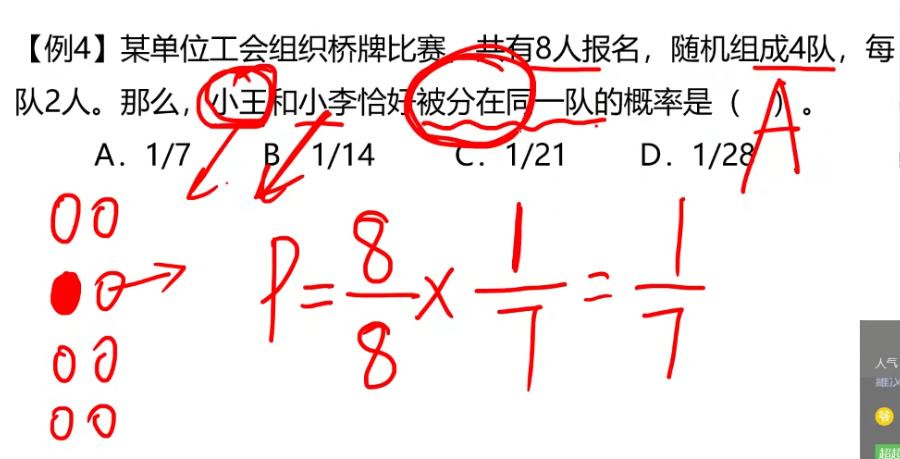 【例4】某单位工会组织桥牌比赛，共有8人报名，随机组成4队，每
队2人。那么，小王和小李恰好被分在同一队的概率是（ ）。
A. 1/7 B. 1/14 C. 1/21 D. 1/28
A
P = 8/8 × 1/7 = 1/7
人气